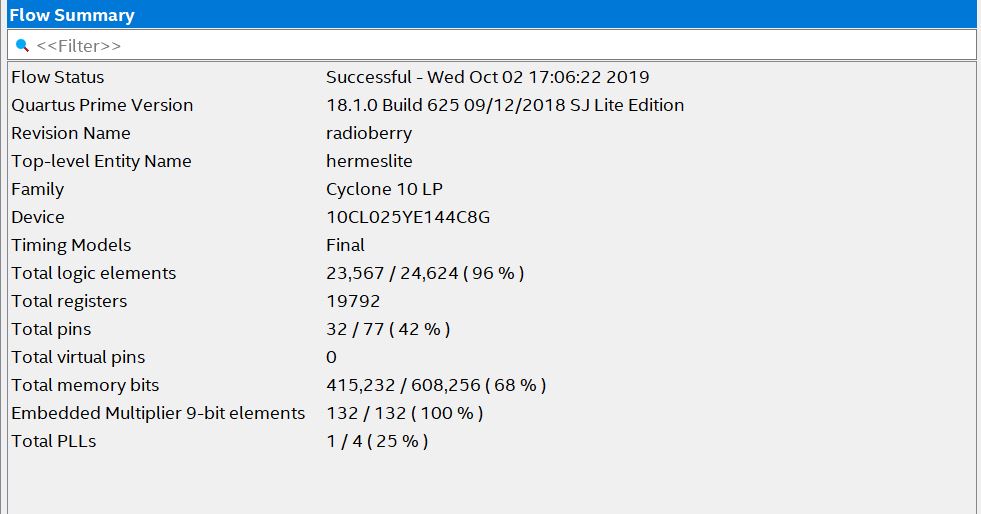 Flow Summary
<<Filter>>
Flow Status Successful - Wed Oct 02 17:06:22 2019
Quartus Prime Version 18.1.0 Build 625 09/12/2018 SJ Lite Edition
Revision Name radioberry
Top-level Entity Name hermeslite
Family Cyclone 10 LP
Device 10CL025YE144C8G
Timing Models Final
Total logic elements 23,567 / 24,624 ( 96 % )
Total registers 19792
Total pins 32 / 77 ( 42 % )
Total virtual pins 0
Total memory bits 415,232 / 608,256 ( 68 % )
Embedded Multiplier 9-bit elements 132 / 132 ( 100 % )
Total PLLs 1 / 4 ( 25 % )